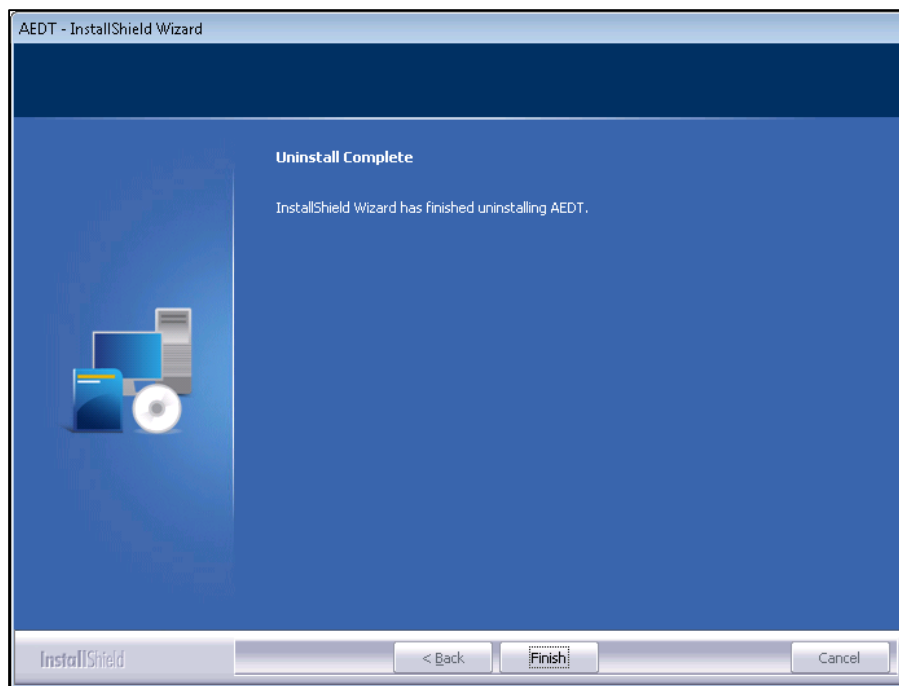 AEDT - InstallShield Wizard
Uninstall Complete
InstallShield Wizard has finished uninstalling AEDT.
InstallShield
< Back
Finish
Cancel